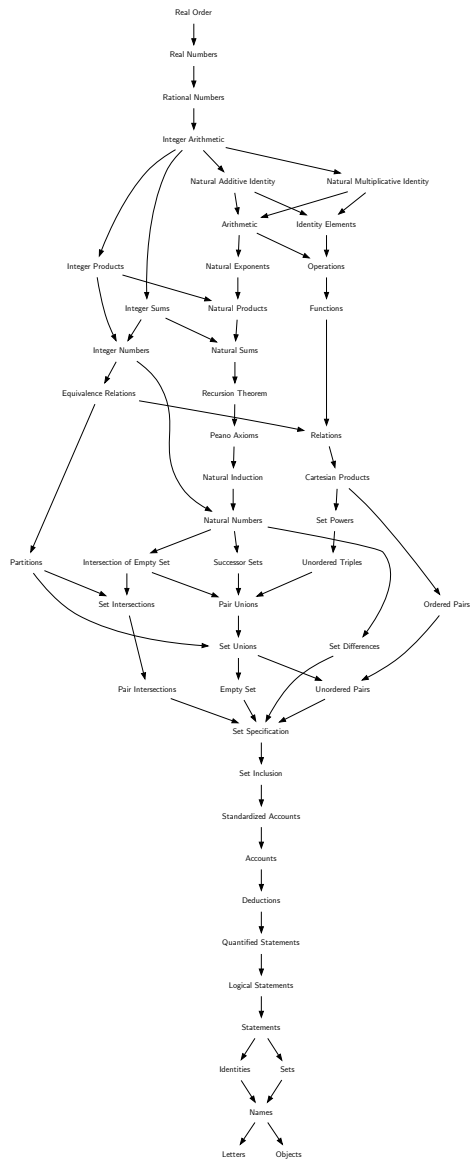 Real Order
Real Numbers
Rational Numbers
Integer Arithmetic
Natural Additive Identity
Natural Multiplicative Identity
Arithmetic
Identity Elements
Integer Products
Natural Exponents
Operations
Integer Sums
Natural Products
Functions
Integer Numbers
Natural Sums
Equivalence Relations
Recursion Theorem
Peano Axioms
Relations
Natural Induction
Cartesian Products
Natural Numbers
Set Powers
Partitions
Intersection of Empty Set
Successor Sets
Unordered Triples
Set Intersections
Pair Unions
Ordered Pairs
Set Unions
Set Differences
Pair Intersections
Empty Set
Unordered Pairs
Set Specification
Set Inclusion
Standardized Accounts
Accounts
Deductions
Quantified Statements
Logical Statements
Statements
Identities
Sets
Names
Letters
Objects